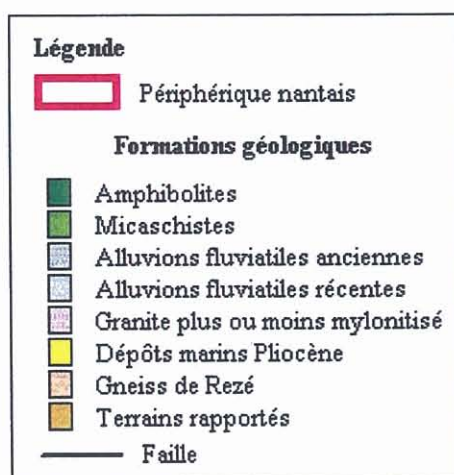 Légende
Périphérique nantais
Formations géologiques
Amphibolites
Micaschistes
Alluvions fluviatiles anciennes
Alluvions fluviatiles récentes
Granite plus ou moins mylonitisé
Dépôts marins Pliocène
Gneiss de Rezé
Terrains rapportés
Faille